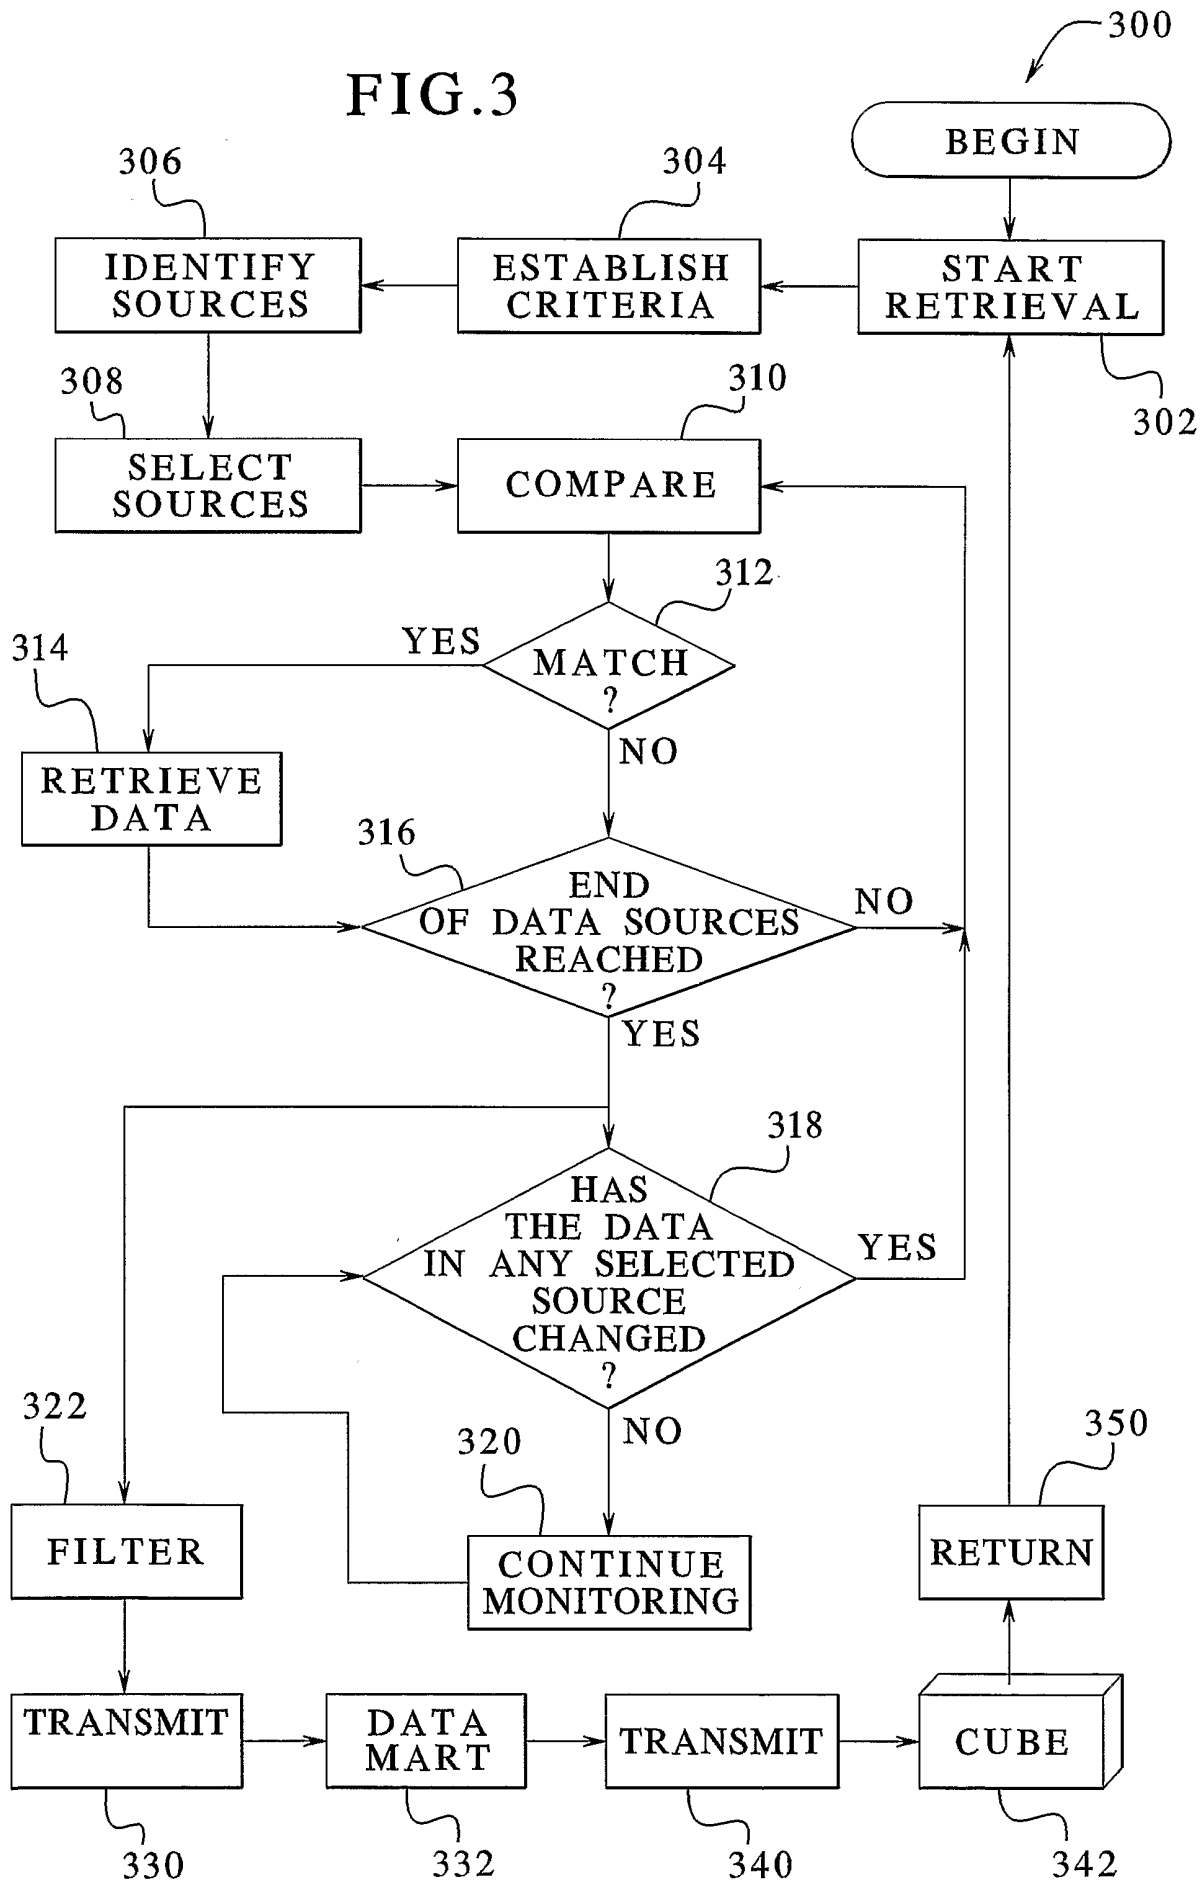 300
FIG.3
BEGIN
306
304
IDENTIFY
SOURCES
ESTABLISH
CRITERIA
START
RETRIEVAL
302
308
310
SELECT
SOURCES
COMPARE
312
YES
MATCH
?
314
NO
RETRIEVE
DATA
316
END
OF DATA SOURCES
REACHED
?
NO
YES
318
HAS
THE DATA
IN ANY SELECTED
SOURCE
CHANGED
?
YES
NO
322
320
350
FILTER
CONTINUE
MONITORING
RETURN
TRANSMIT
DATA
MART
TRANSMIT
CUBE
330
332
340
342